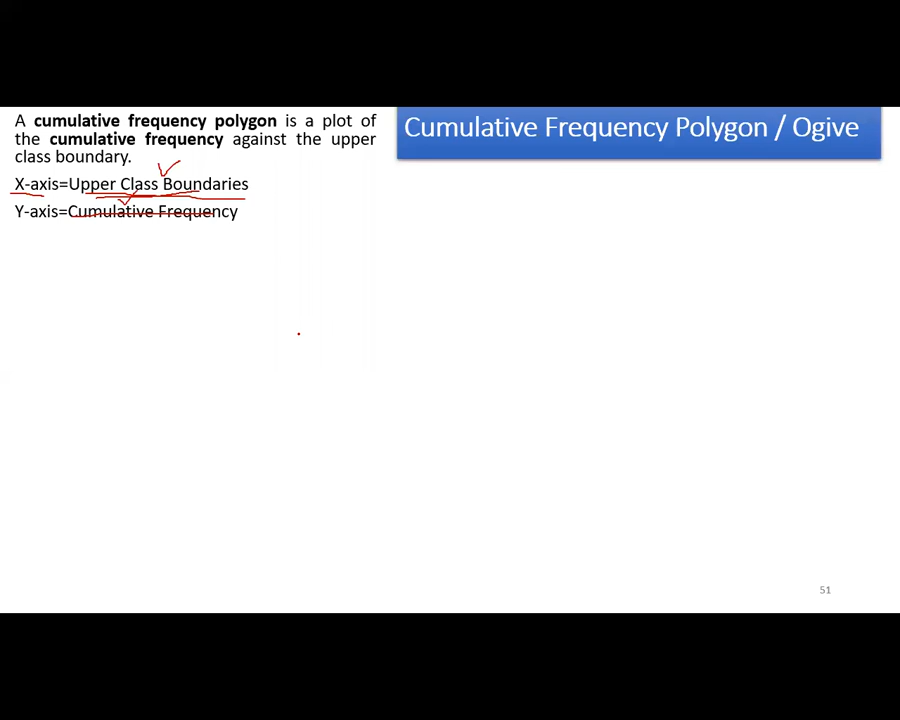 Cumulative Frequency Polygon / Ogive
A cumulative frequency polygon is a plot of
the cumulative frequency against the upper
class boundary.
X-axis=Upper Class Boundaries
Y-axis=Cumulative Frequency
51